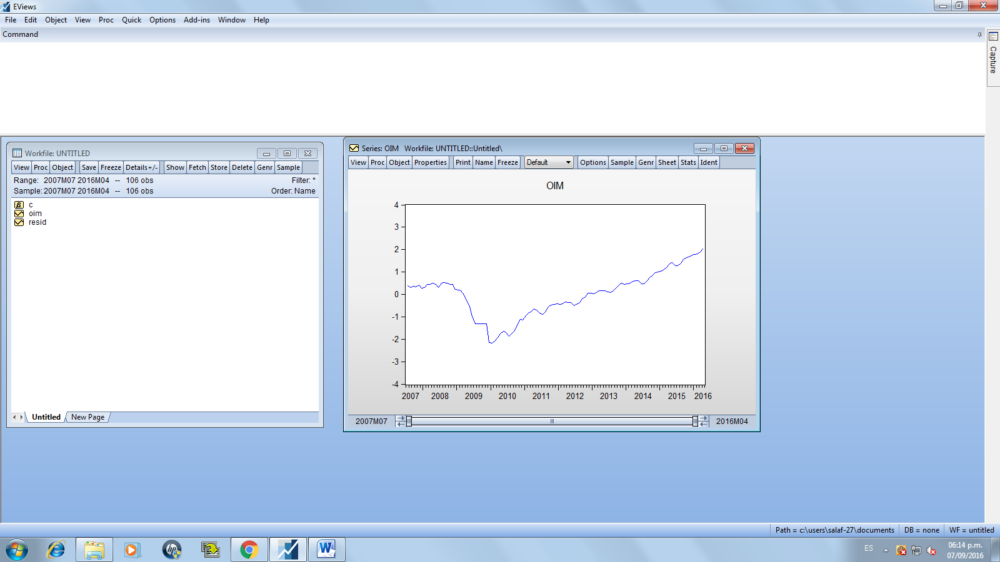 EViews
File Edit Object View Proc Quick Options Add-ins Window Help
Command
Capture
Workfile: UNTITLED
View Proc Object Save Freeze Details+/- Show Fetch Store Delete Genr Sample
Range: 2007M07 2016M04 -- 106 obs Filter: *
Sample: 2007M07 2016M04 -- 106 obs Order: Name
β c
oim
resid
Untitled New Page
Series: OIM Workfile: UNTITLED::Untitled\
View Proc Object Properties Print Name Freeze Default Options Sample Genr Sheet Stats Ident
OIM
4
3
2
1
0
-1
-2
-3
-4
2007 2008 2009 2010 2011 2012 2013 2014 2015 2016
2007M07 2016M04
Path = c:\users\salaf-27\documents DB = none WF = untitled
hp
W
ES
06:14 p.m.
07/09/2016